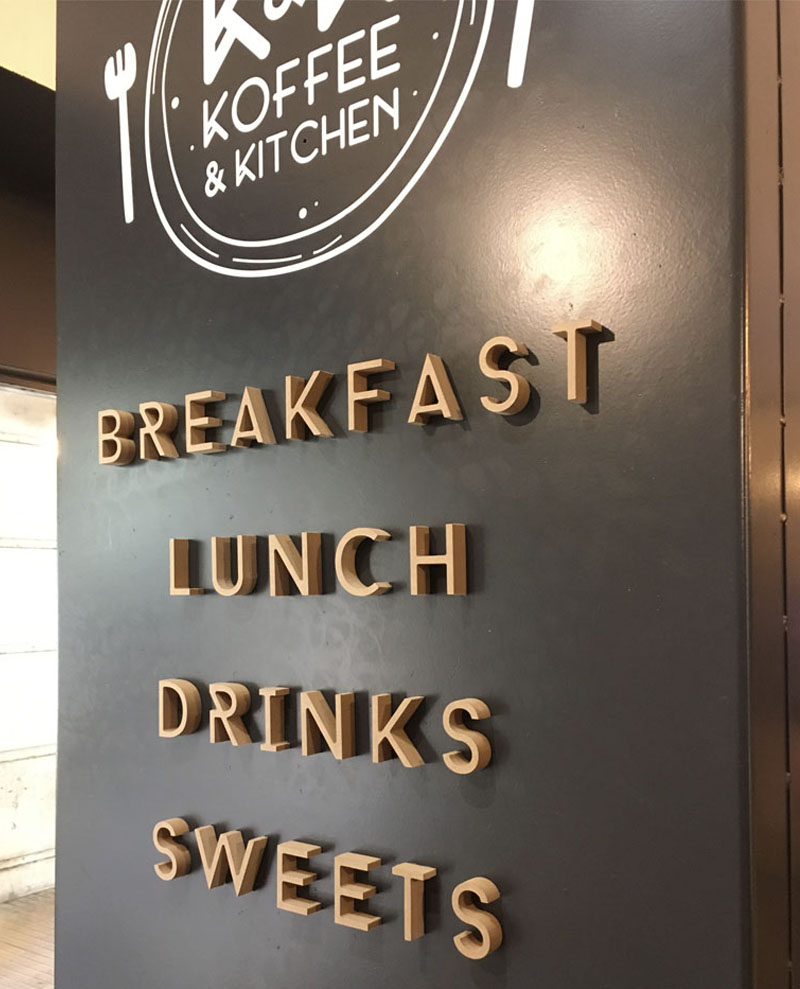 KOFFEE
& KITCHEN
BREAKFAST
LUNCH
DRINKS
SWEETS